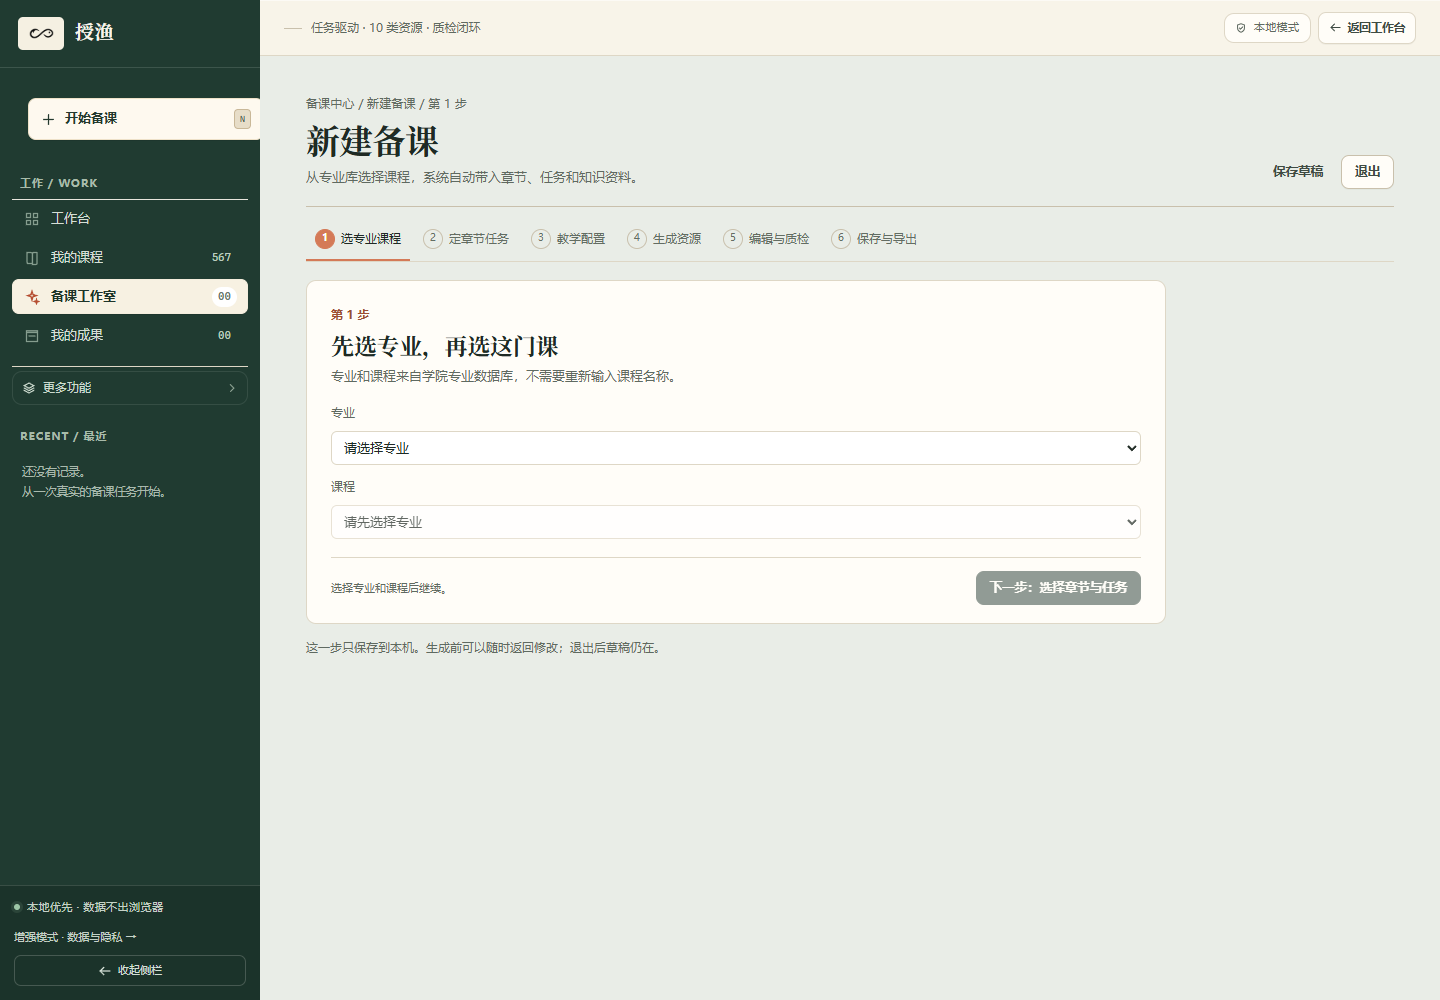 授渔
开始备课
N
工作 / WORK
工作台
我的课程 567
备课工作室 00
我的成果 00
更多功能
RECENT / 最近
还没有记录。
从一次真实的备课任务开始。
本地优先 · 数据不出浏览器
增强模式 · 数据与隐私 →
← 收起侧栏
任务驱动 · 10 类资源 · 质检闭环
本地模式
← 返回工作台
备课中心 / 新建备课 / 第 1 步
新建备课
从专业库选择课程，系统自动带入章节、任务和知识资料。
保存草稿
退出
1 选专业课程
2 定章节任务
3 教学配置
4 生成资源
5 编辑与质检
6 保存与导出
第 1 步
先选专业，再选这门课
专业和课程来自学院专业数据库，不需要重新输入课程名称。
专业
请选择专业
课程
请先选择专业
选择专业和课程后继续。
下一步：选择章节与任务
这一步只保存到本机。生成前可以随时返回修改；退出后草稿仍在。